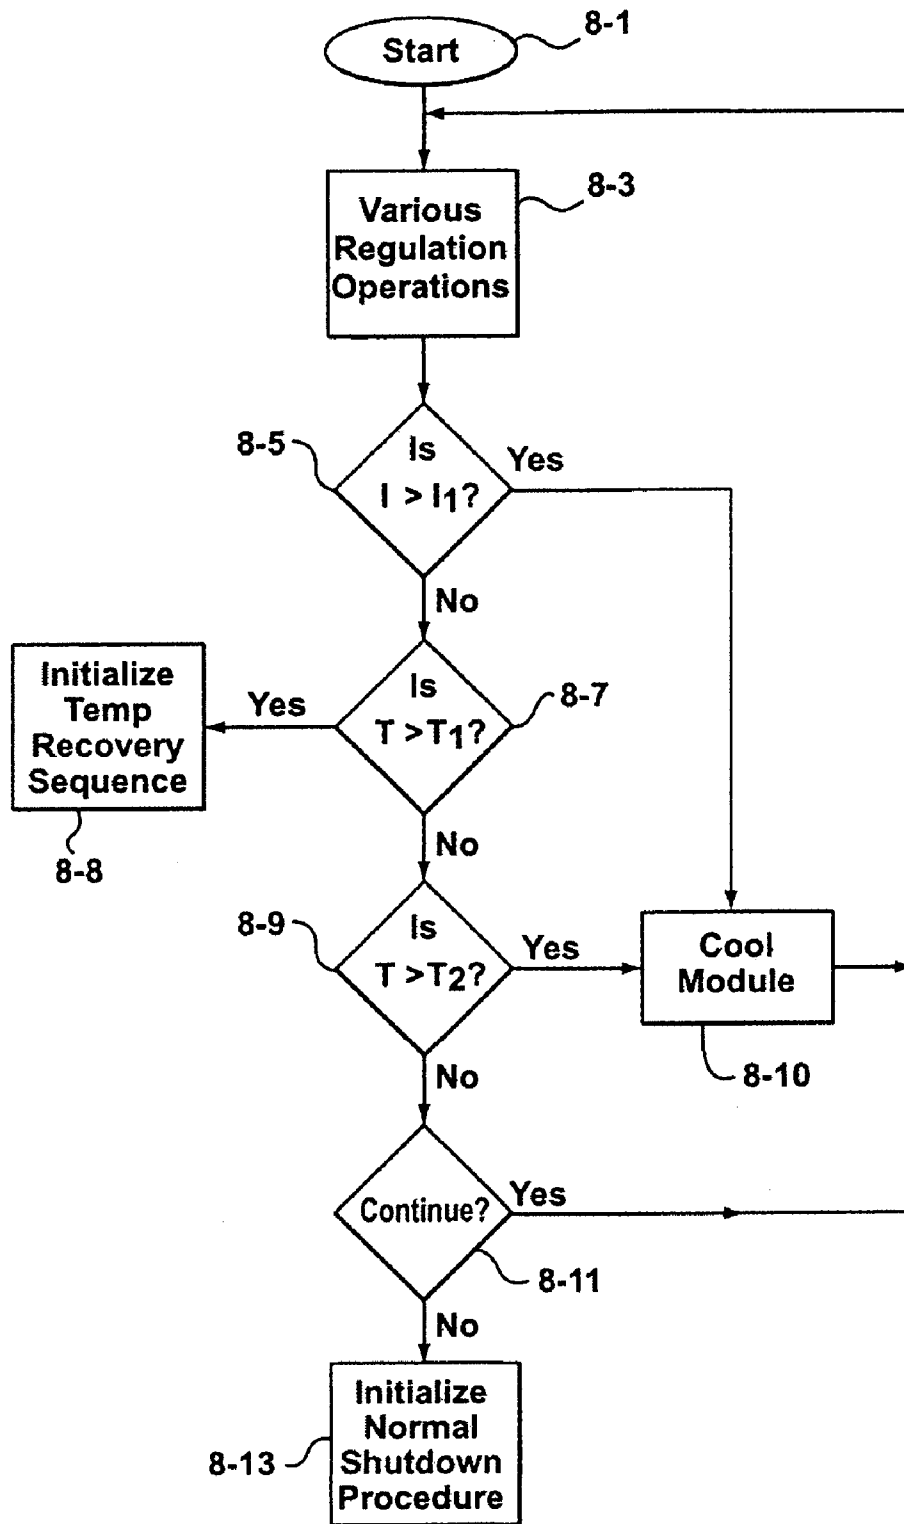 Start
8-1
Various
Regulation
Operations
8-3
8-5
Is
I > I1?
Yes
No
Initialize
Temp
Recovery
Sequence
8-8
Yes
Is
T >T1?
8-7
No
8-9
Is
T >T2?
Yes
Cool
Module
8-10
No
Continue?
Yes
8-11
No
Initialize
Normal
Shutdown
Procedure
8-13